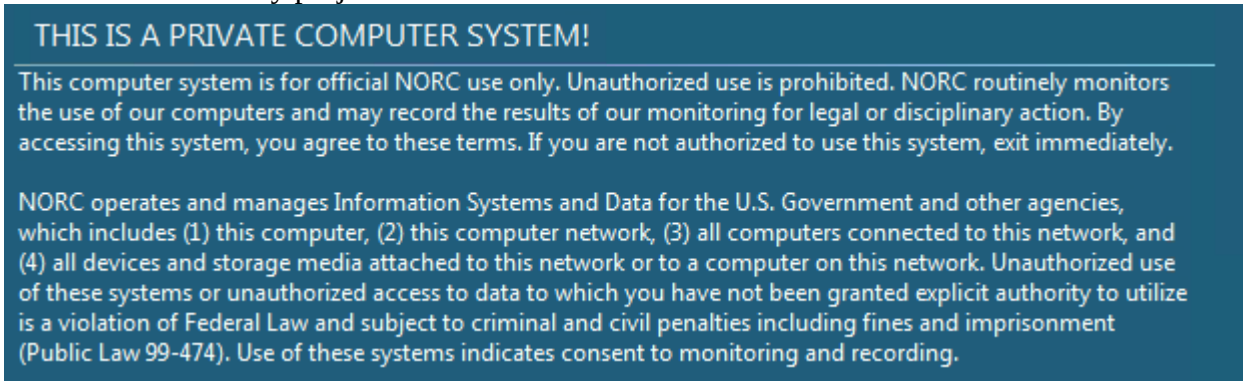 THIS IS A PRIVATE COMPUTER SYSTEM!
This computer system is for official NORC use only. Unauthorized use is prohibited. NORC routinely monitors
the use of our computers and may record the results of our monitoring for legal or disciplinary action. By
accessing this system, you agree to these terms. If you are not authorized to use this system, exit immediately.
NORC operates and manages Information Systems and Data for the U.S. Government and other agencies,
which includes (1) this computer, (2) this computer network, (3) all computers connected to this network, and
(4) all devices and storage media attached to this network or to a computer on this network. Unauthorized use
of these systems or unauthorized access to data to which you have not been granted explicit authority to utilize
is a violation of Federal Law and subject to criminal and civil penalties including fines and imprisonment
(Public Law 99-474). Use of these systems indicates consent to monitoring and recording.